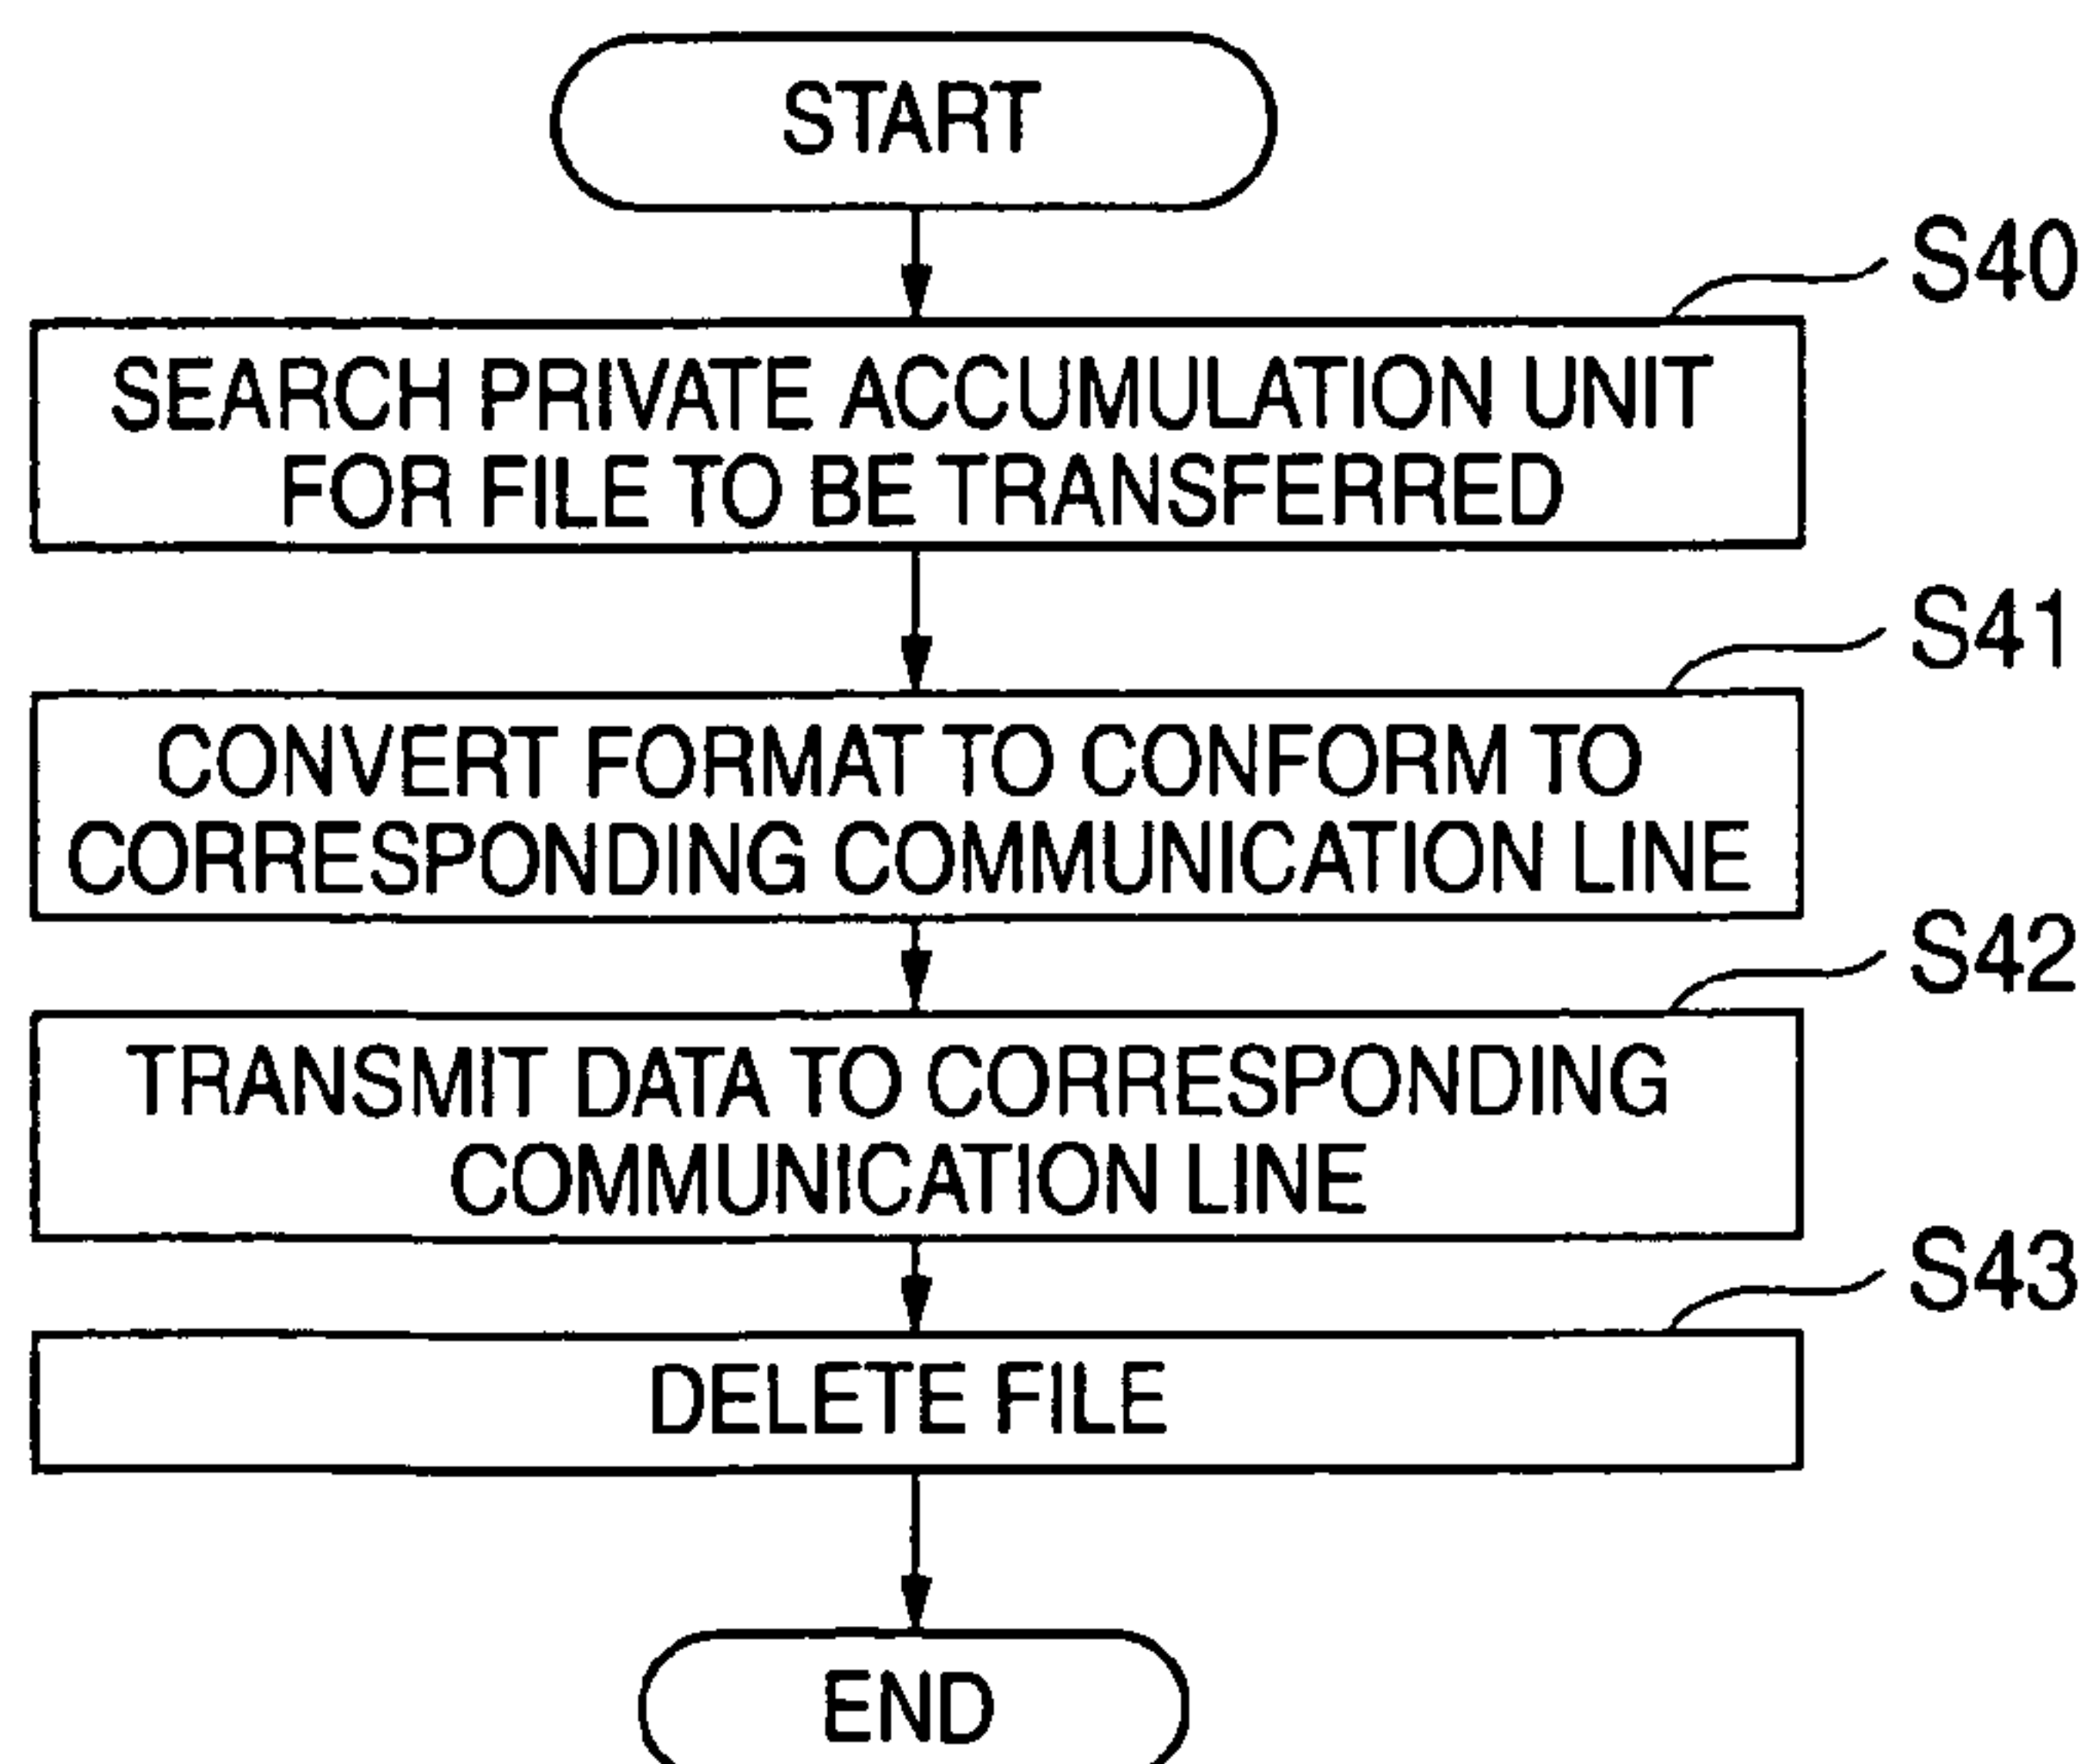 START
S40
SEARCH PRIVATE ACCUMULATION UNIT
FOR FILE TO BE TRANSFERRED
S41
CONVERT FORMAT TO CONFORM TO
CORRESPONDING COMMUNICATION LINE
S42
TRANSMIT DATA TO CORRESPONDING
COMMUNICATION LINE
S43
DELETE FILE
END